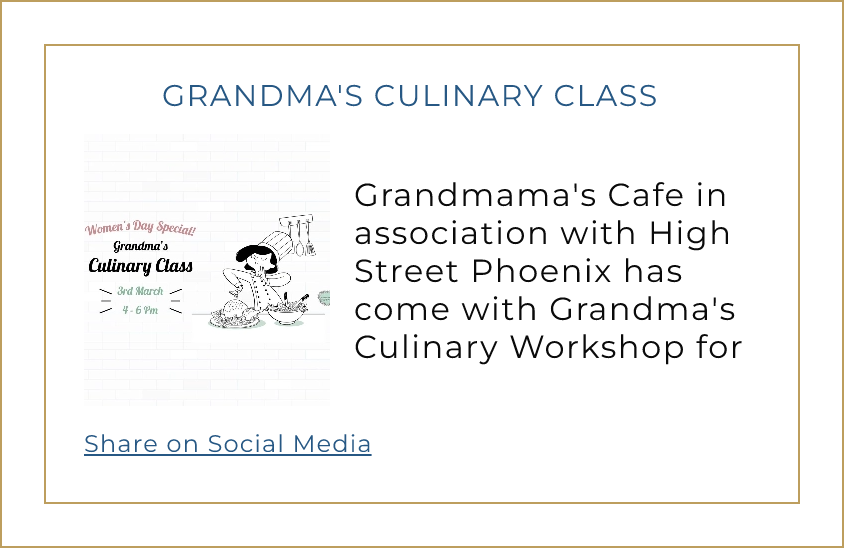 GRANDMA'S CULINARY CLASS
Women's Day Special!
Grandma's
Culinary Class
3rd March
4 - 6 Pm
Grandmama's Cafe in
association with High
Street Phoenix has
come with Grandma's
Culinary Workshop for
Share on Social Media